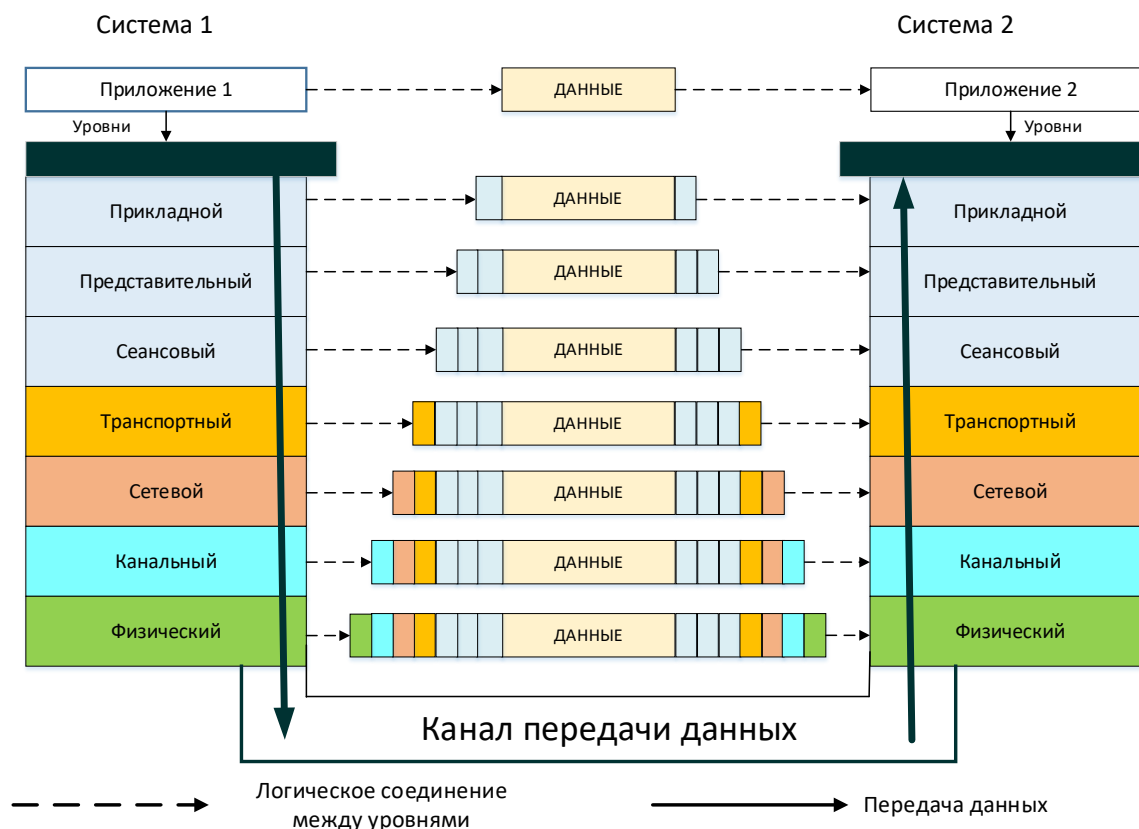 Система 1
Система 2
Приложение 1
ДАННЫЕ
Приложение 2
Уровни
Уровни
Прикладной
ДАННЫЕ
Прикладной
Представительный
ДАННЫЕ
Представительный
Сеансовый
ДАННЫЕ
Сеансовый
Транспортный
ДАННЫЕ
Транспортный
Сетевой
ДАННЫЕ
Сетевой
Канальный
ДАННЫЕ
Канальный
Физический
ДАННЫЕ
Физический
Канал передачи данных
Логическое соединение
между уровнями
Передача данных